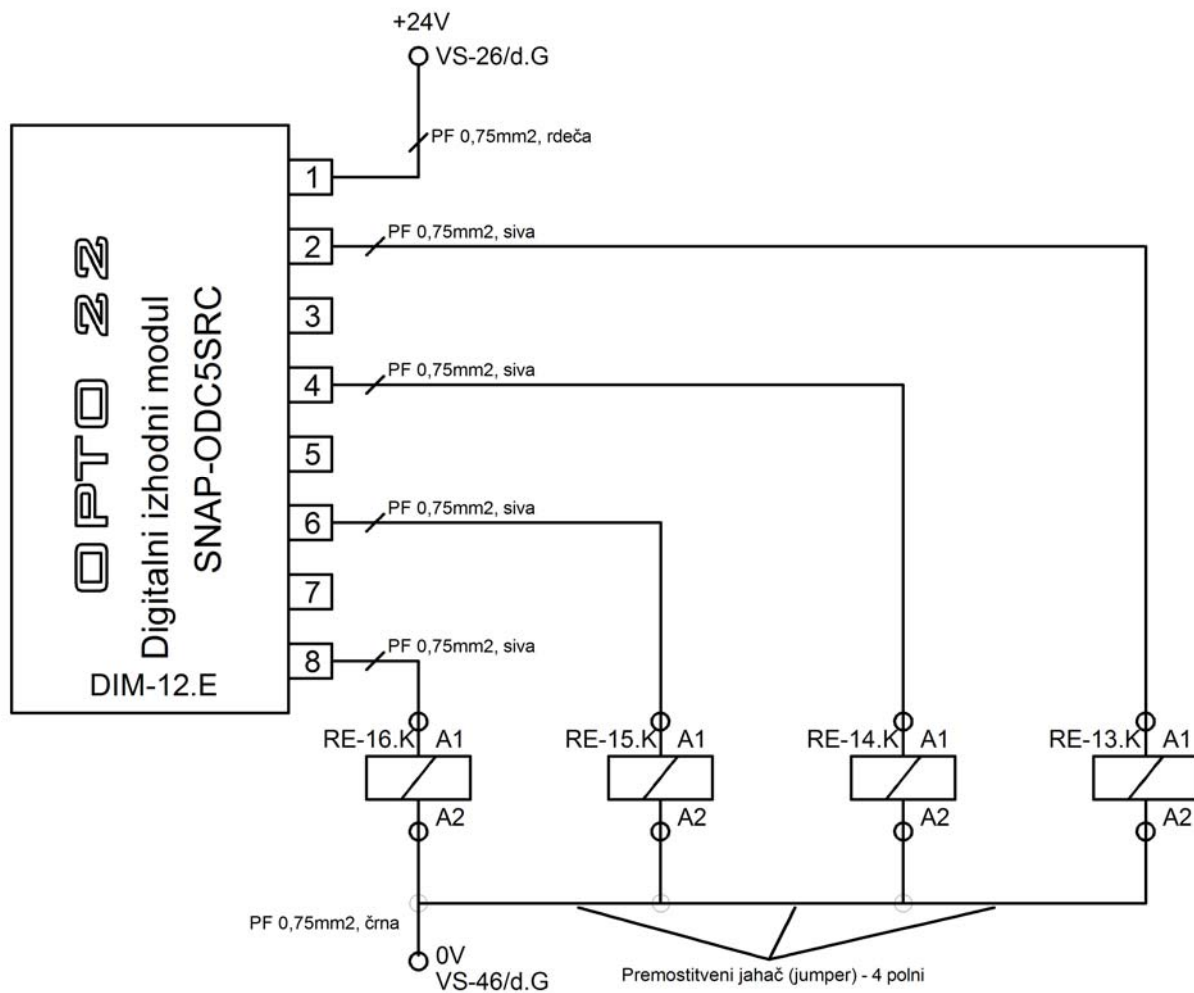 +24V
VS-26/d.G
PF 0,75mm2, rdeča
1
PF 0,75mm2, siva
2
3
PF 0,75mm2, siva
4
5
PF 0,75mm2, siva
6
7
PF 0,75mm2, siva
8
OPTO 22
Digitalni izhodni modul
SNAP-ODC5SRC
DIM-12.E
RE-16.K A1
RE-15.K A1
RE-14.K A1
RE-13.K A1
A2
A2
A2
A2
PF 0,75mm2, črna
0V
VS-46/d.G
Premostitveni jahač (jumper) - 4 polni